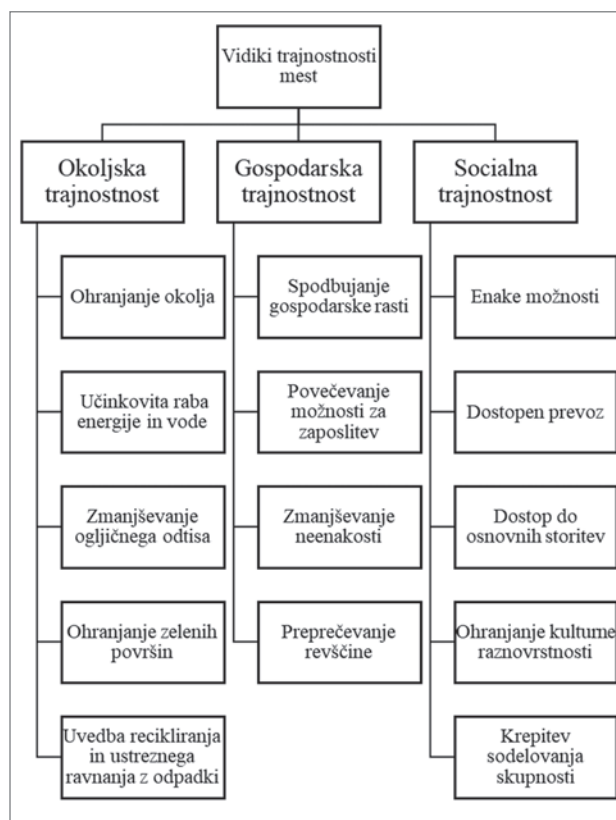 Vidiki trajnostnosti
mest
Okoljska
trajnostnost
Gospodarska
trajnostnost
Socialna
trajnostnost
Ohranjanje okolja
Učinkovita raba
energije in vode
Zmanjševanje
ogljičnega odtisa
Ohranjanje zelenih
površin
Uvedba recikliranja
in ustreznega
ravnanja z odpadki
Spodbujanje
gospodarske rasti
Povečevanje
možnosti za
zaposlitev
Zmanjševanje
neenakosti
Preprečevanje
revščine
Enake možnosti
Dostopen prevoz
Dostop do
osnovnih storitev
Ohranjanje kulturne
raznovrstnosti
Krepitev
sodelovanja
skupnosti